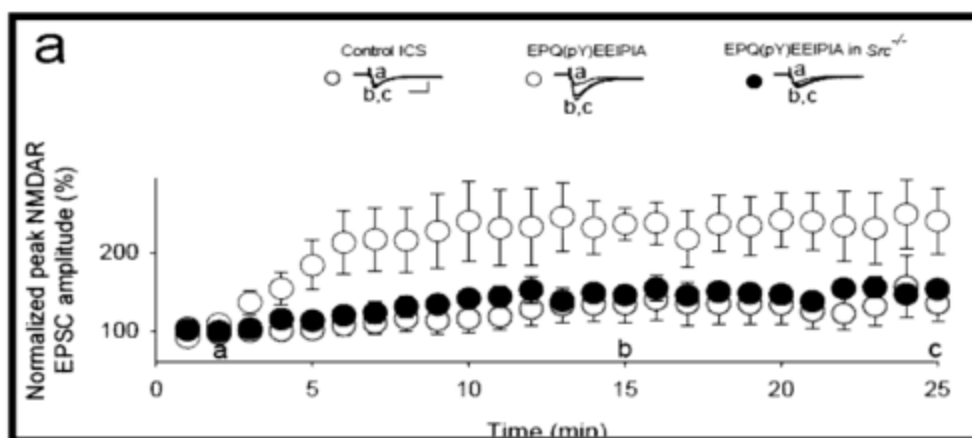 a
Control ICS EPQ(pY)EEIPIA EPQ(pY)EEIPIA in Src-/-
a a a
b,c b,c b,c
Normalized peak NMDAR
EPSC amplitude (%)
200
100
a b c
0 5 10 15 20 25
Time (min)